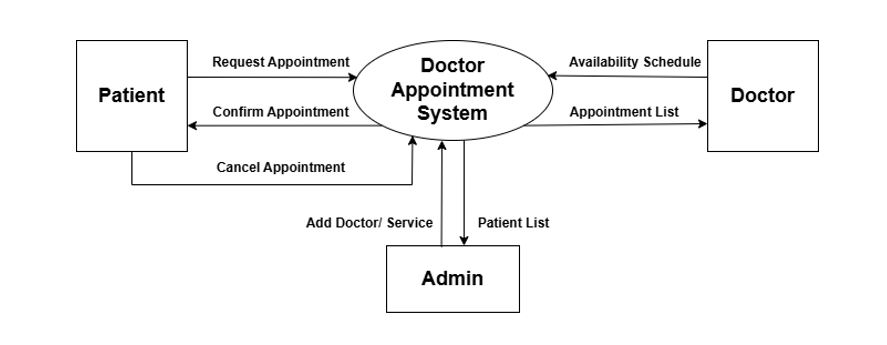 Patient
Request Appointment
Confirm Appointment
Cancel Appointment
Doctor
Appointment
System
Availability Schedule
Appointment List
Doctor
Add Doctor/ Service
Patient List
Admin